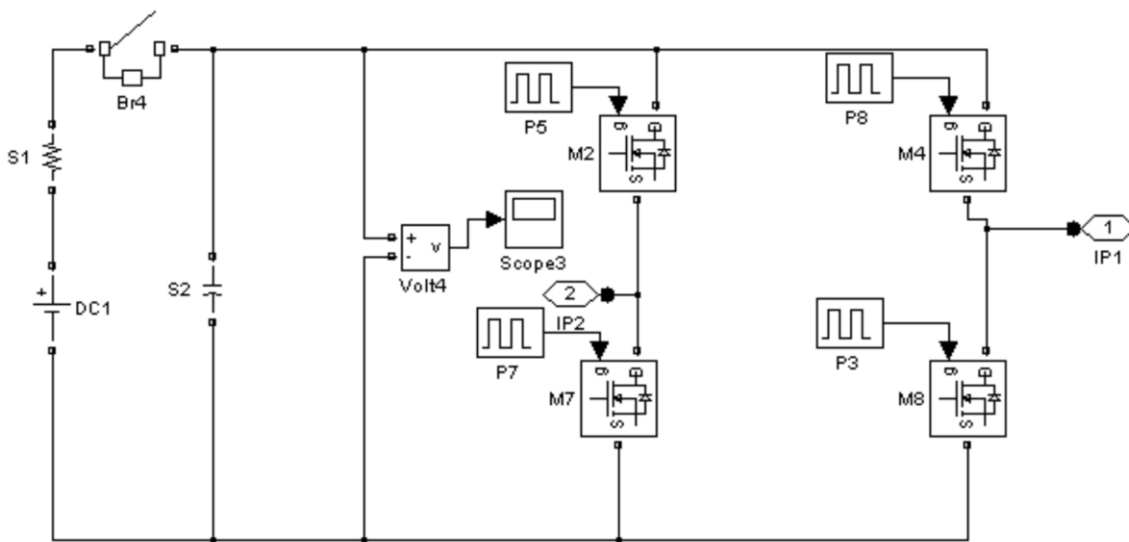 Br4
P5
P8
g
D
g
D
M2
M4
S
S
S1
+
v
-
1
Scope3
IP1
Volt4
+
S2
2
DC1
IP2
P7
P3
g
D
g
D
M7
M8
S
S